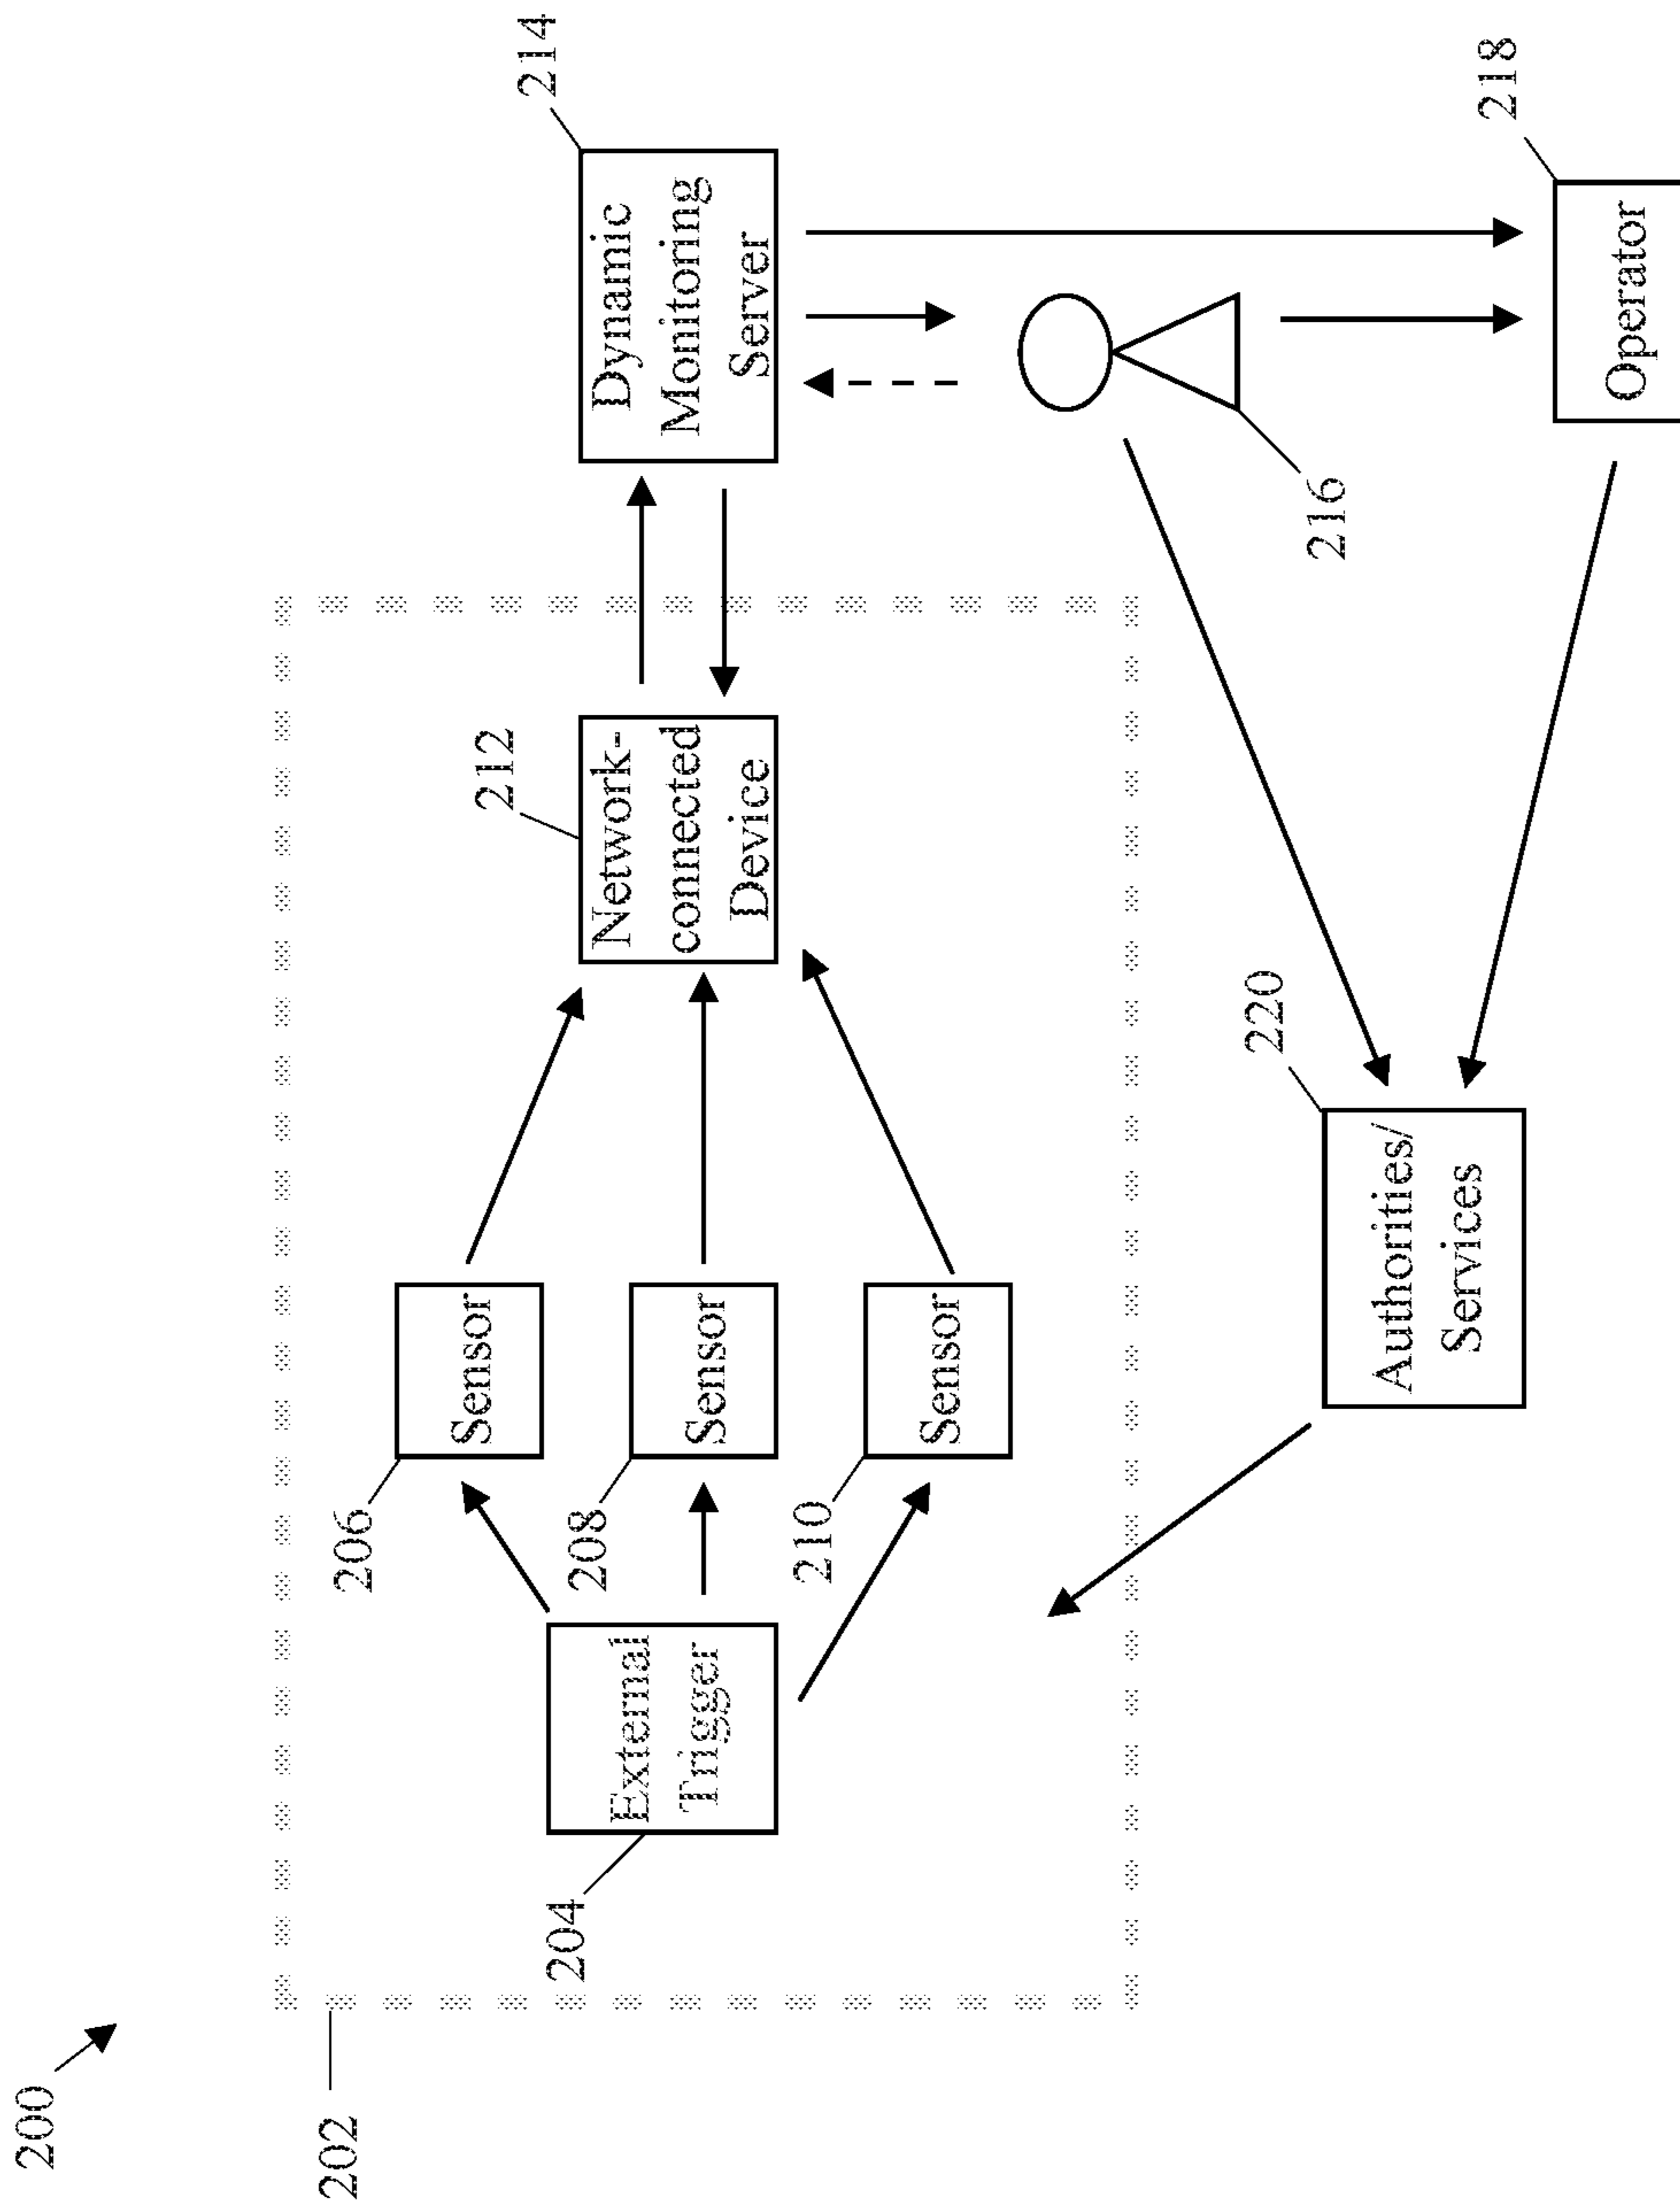 200
202
204
External
Trigger
206
Sensor
208
Sensor
210
Sensor
212
Network-
connected
Device
214
Dynamic
Monitoring
Server
216
218
Operator
220
Authorities/
Services